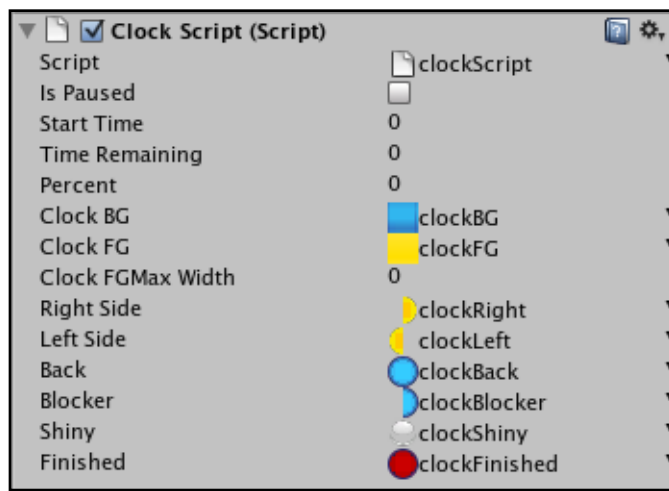 Clock Script (Script)
Script clockScript
Is Paused
Start Time 0
Time Remaining 0
Percent 0
Clock BG clockBG
Clock FG clockFG
Clock FGMax Width 0
Right Side clockRight
Left Side clockLeft
Back clockBack
Blocker clockBlocker
Shiny clockShiny
Finished clockFinished